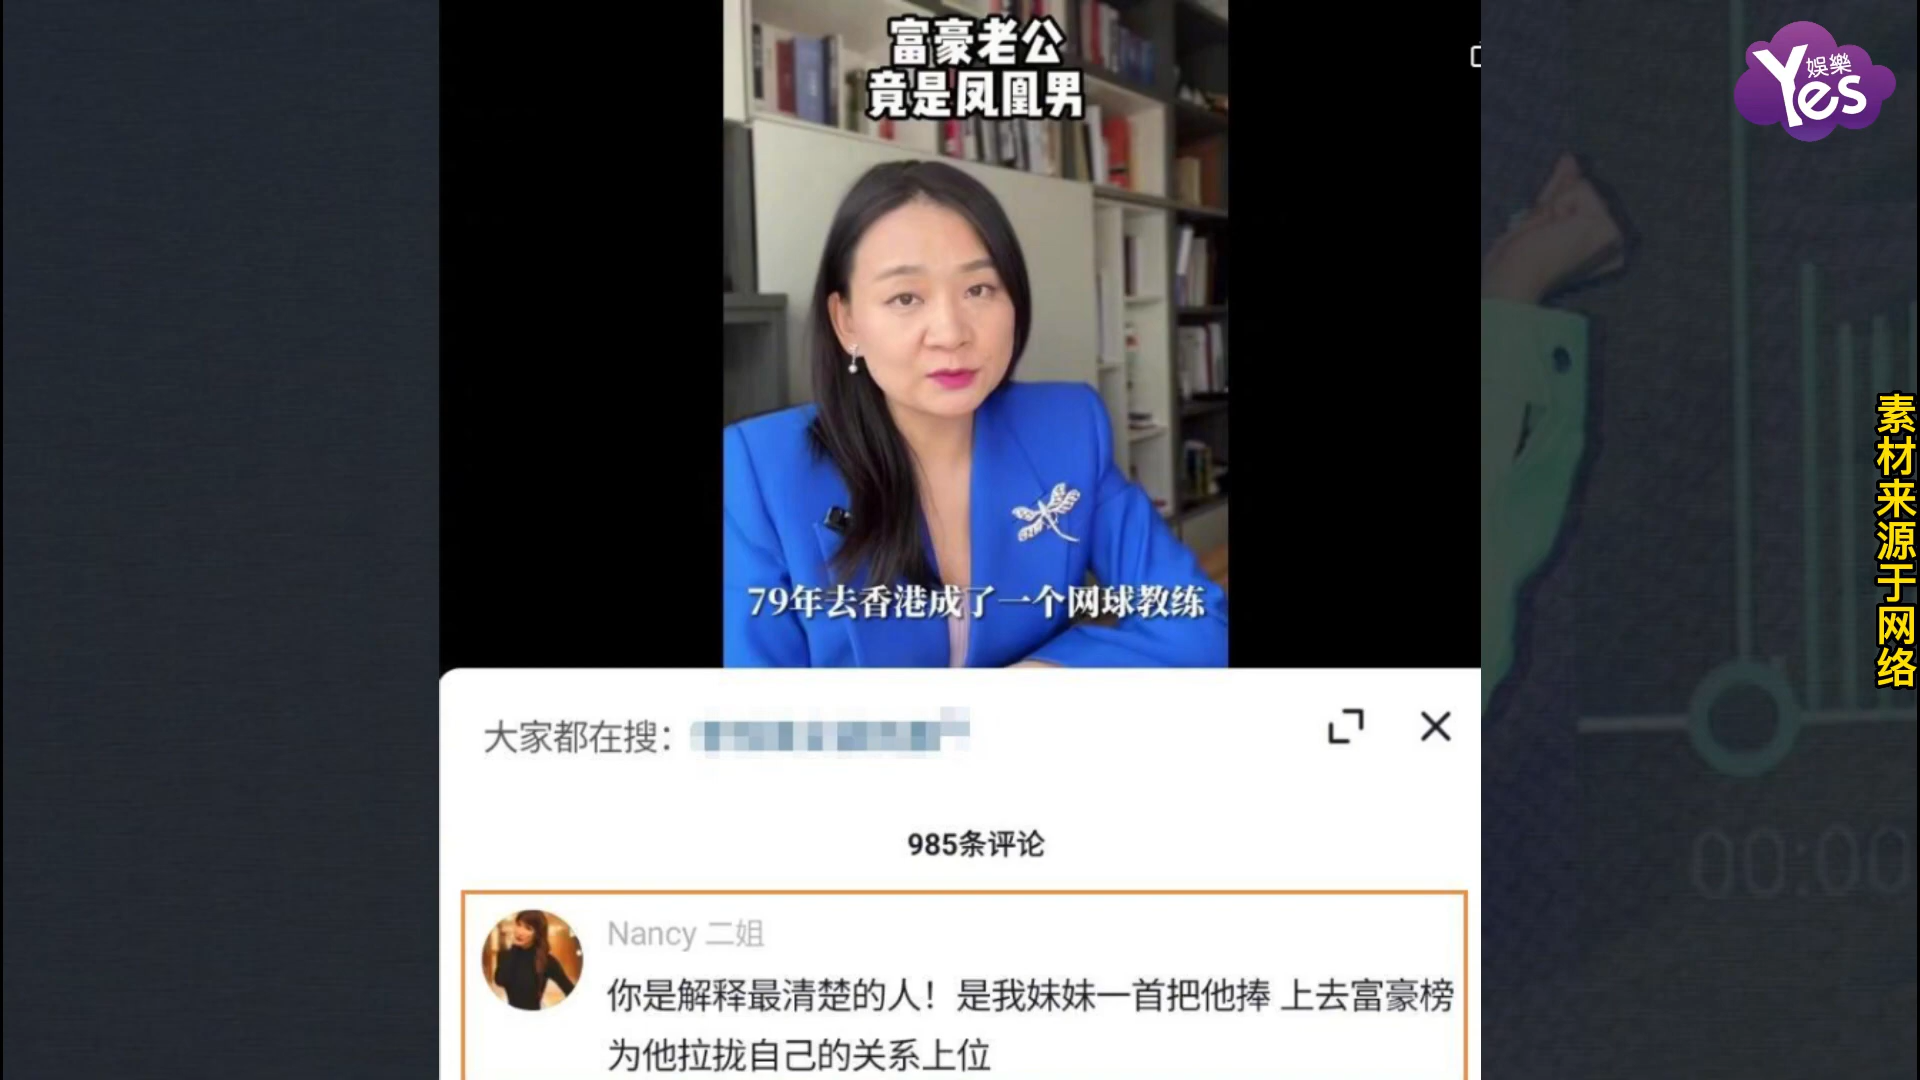 富豪老公
竟是凤凰男
娱樂
Yes
素材来源于网络
79年去香港成了一个网球教练
大家都在搜：
985条评论
Nancy 二姐
你是解释最清楚的人！是我妹妹一首把他捧 上去富豪榜
为他拉拢自己的关系上位
00:00